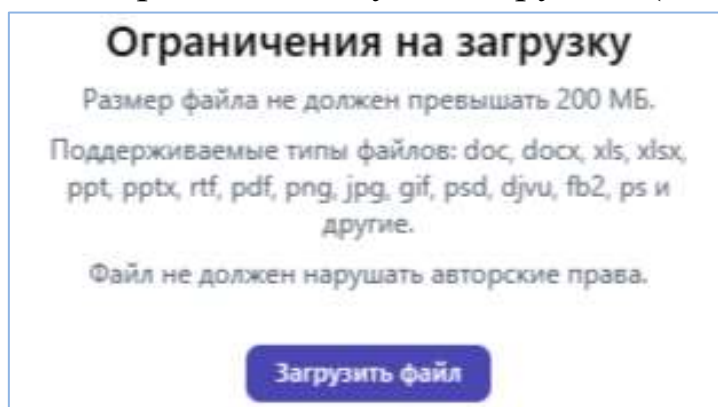 Ограничения на загрузку
Размер файла не должен превышать 200 МБ.
Поддерживаемые типы файлов: doc, docx, xls, xlsx,
ppt, pptx, rtf, pdf, png, jpg, gif, psd, djvu, fb2, ps и
другие.
Файл не должен нарушать авторские права.
Загрузить файл